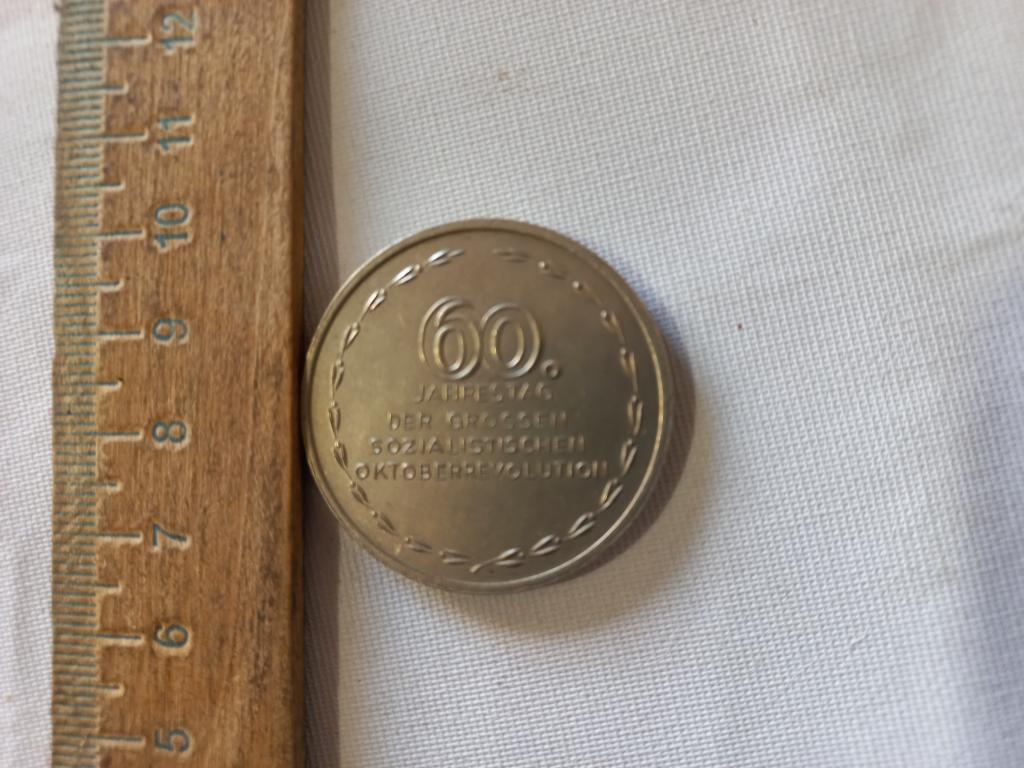 60.
JAHRESTAG
DER GROSSEN
SOZIALISTISCHEN
OKTOBERREVOLUTION
12
11
10
9
8
7
6
5